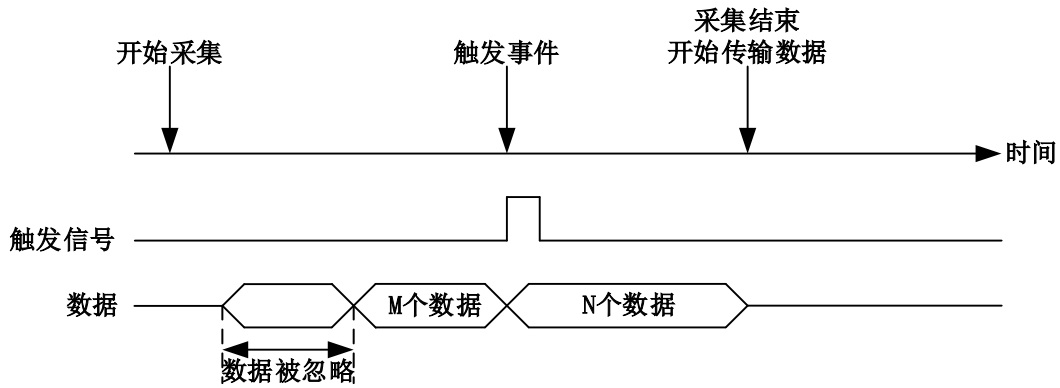 开始采集
触发事件
采集结束
开始传输数据
时间
触发信号
数据
M个数据
N个数据
数据被忽略